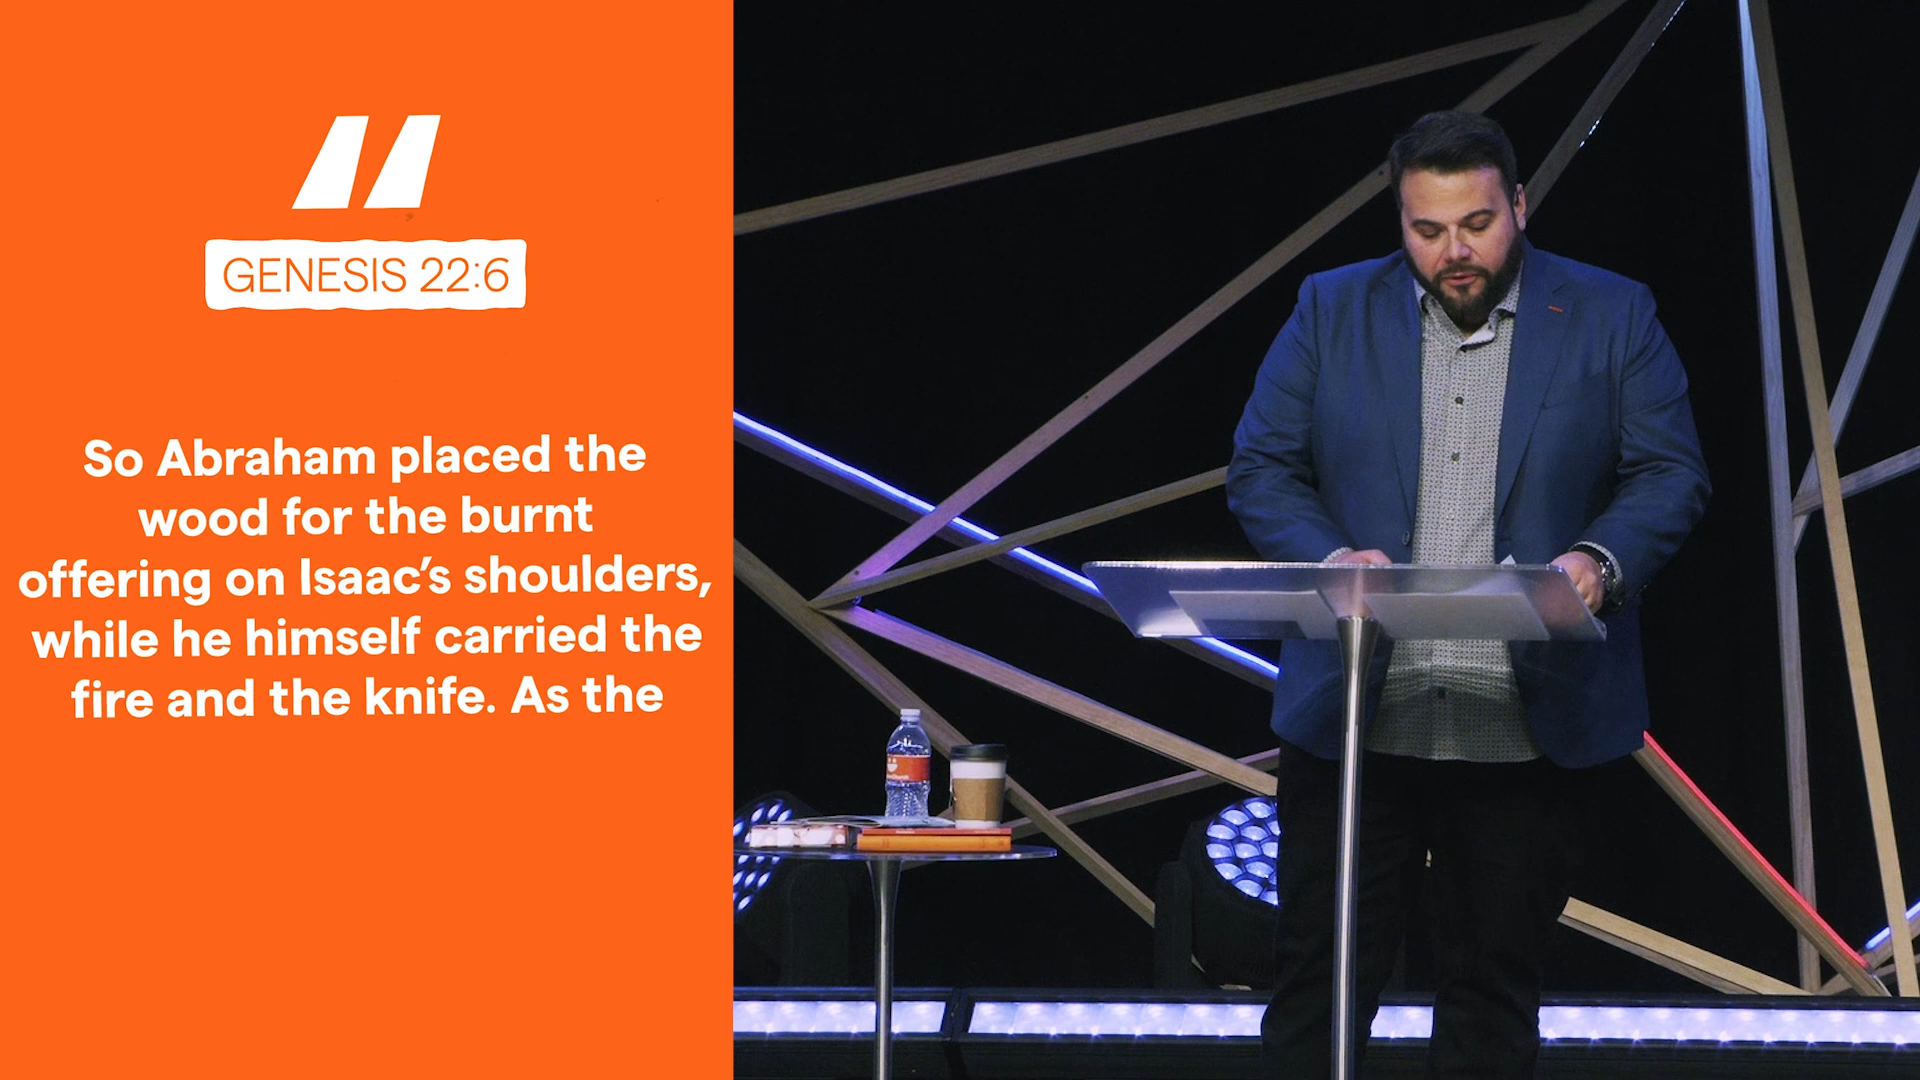 GENESIS 22:6
So Abraham placed the
wood for the burnt
offering on Isaac’s shoulders,
while he himself carried the
fire and the knife. As the